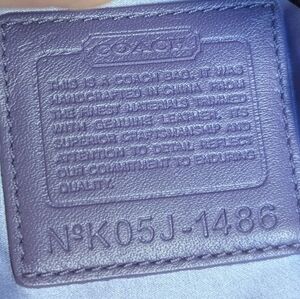 COACH
THIS IS A COACH BAG. IT WAS
HANDCRAFTED IN CHINA FROM
THE FINEST MATERIALS TRIMMED
WITH GENUINE LEATHER. ITS
SUPERIOR CRAFTSMANSHIP AND
ATTENTION TO DETAIL REFLECT
OUR COMMITMENT TO ENDURING
QUALITY.
NºK05J-1486